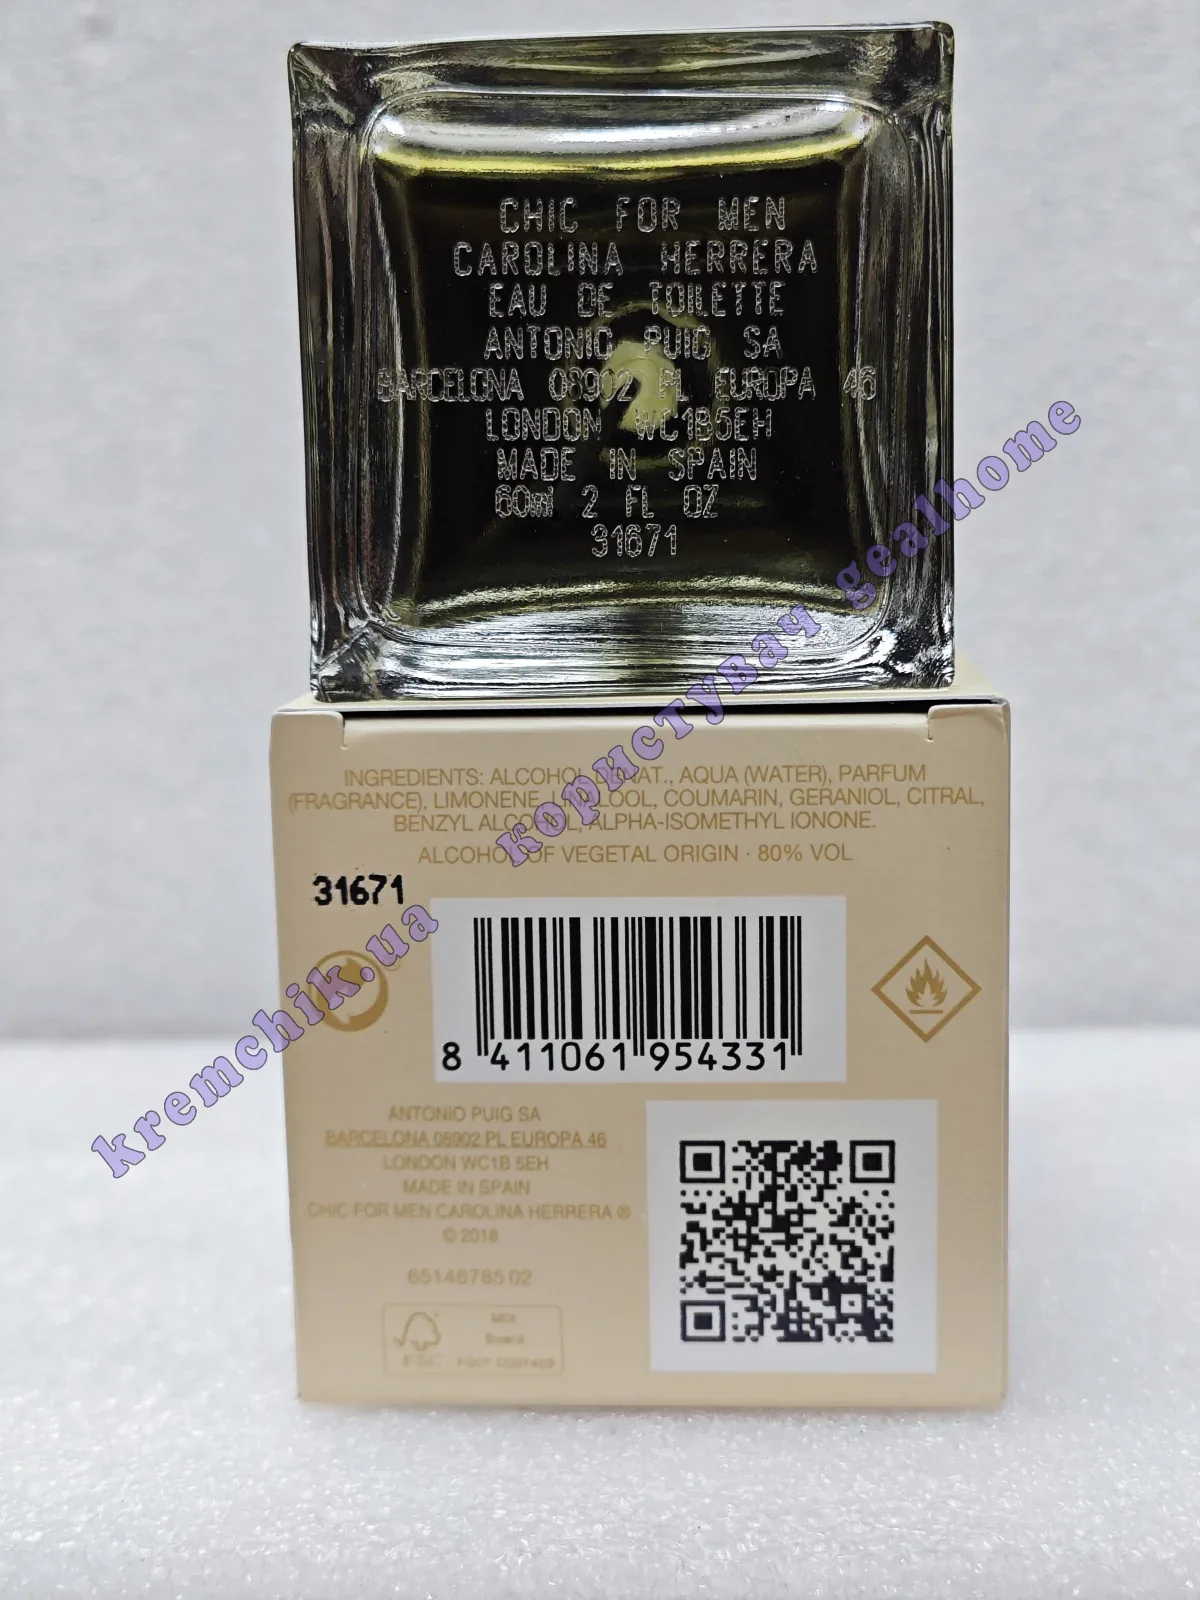 CHIC FOR MEN
CAROLINA HERRERA
EAU DE TOILETTE
ANTONIO PUIG SA
BARCELONA 08902 PL EUROPA 46
LONDON WC1B5EH
MADE IN SPAIN
60ml 2 FL OZ
31671
INGREDIENTS: ALCOHOL DENAT., AQUA (WATER), PARFUM
(FRAGRANCE), LIMONENE, LINALOOL, COUMARIN, GERANIOL, CITRAL,
BENZYL ALCOHOL, ALPHA-ISOMETHYL IONONE.
ALCOHOL OF VEGETAL ORIGIN · 80% VOL
31671
8 411061 954331
ANTONIO PUIG SA
BARCELONA 08902 PL EUROPA 46
LONDON WC1B 5EH
MADE IN SPAIN
CHIC FOR MEN CAROLINA HERRERA ®
© 2018
65146785 02
MIX
Board
FSC
kremchik.ua користувач gealhome